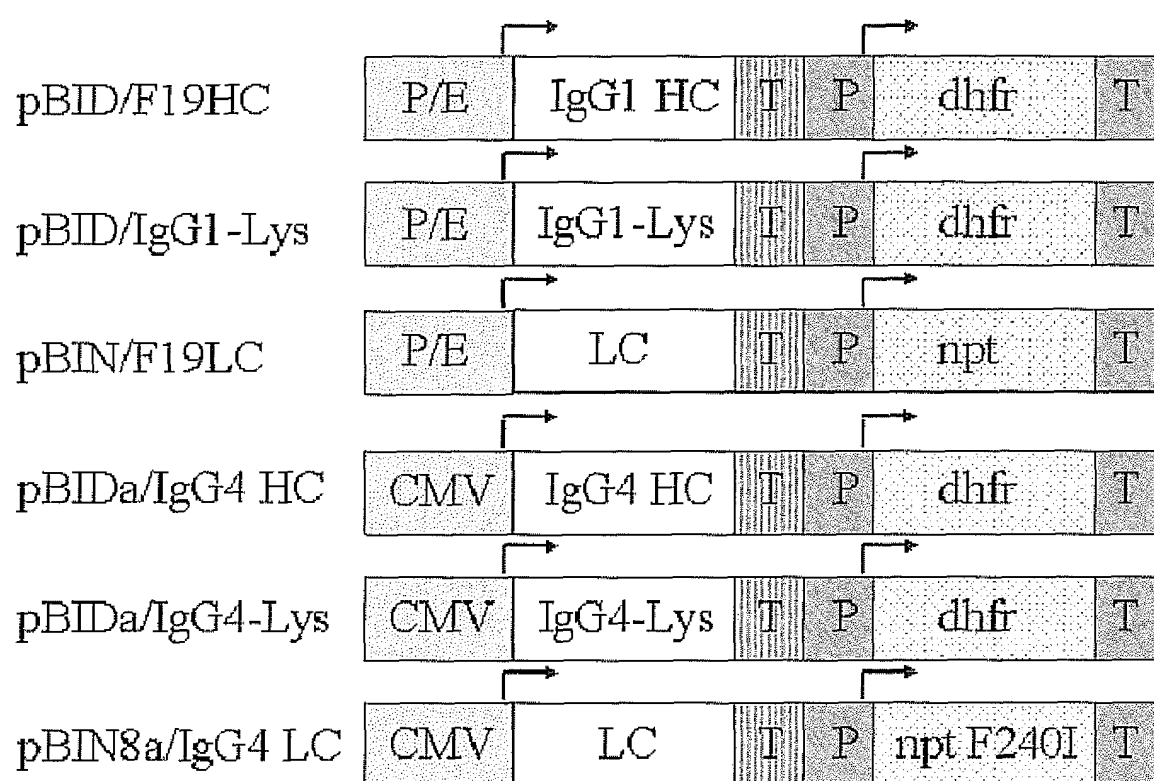 pBID/F19HC P/E IgG1 HC T P dhfr T
pBID/IgG1-Lys P/E IgG1-Lys T P dhfr T
pBIN/F19LC P/E LC T P npt T
pBIDa/IgG4 HC CMV IgG4 HC T P dhfr T
pBIDa/IgG4-Lys CMV IgG4-Lys T P dhfr T
pBIN8a/IgG4 LC CMV LC T P npt F240I T